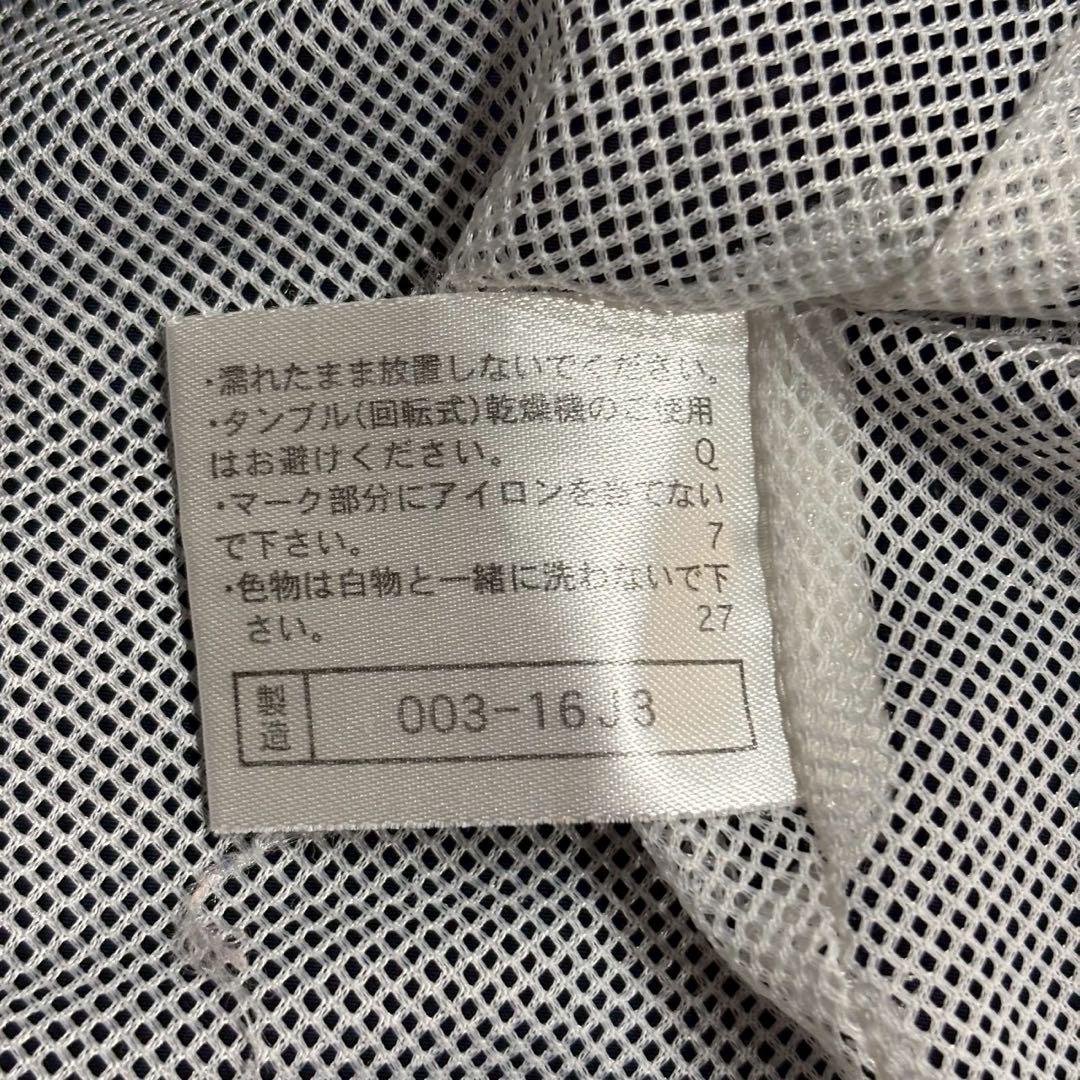 ・濡れたまま放置しないでください。
・タンブル(回転式)乾燥機のご使用
はお避けください。 Q
・マーク部分にアイロンを当てない
で下さい。 7
・色物は白物と一緒に洗わないで下
さい。 27
製造 003-16J3